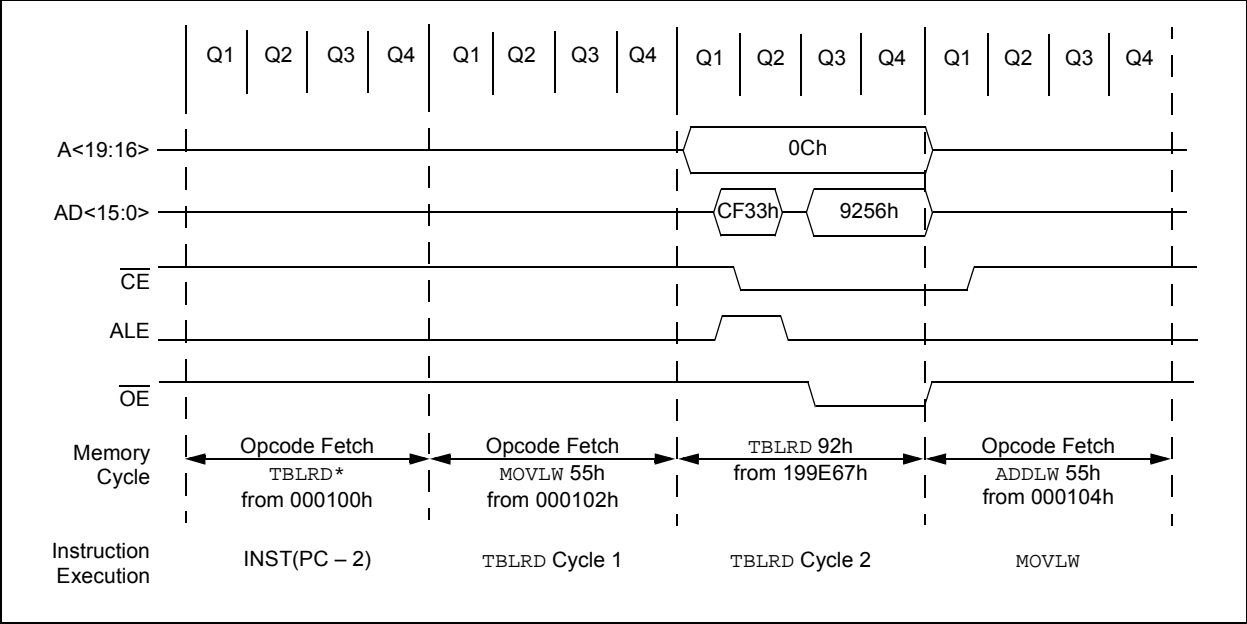 Q1 Q2 Q3 Q4 Q1 Q2 Q3 Q4 Q1 Q2 Q3 Q4 Q1 Q2 Q3 Q4
A<19:16>
0Ch
AD<15:0>
CF33h
9256h
CE
ALE
OE
Memory
Cycle
Opcode Fetch
TBLRD*
from 000100h
Opcode Fetch
MOVLW 55h
from 000102h
TBLRD 92h
from 199E67h
Opcode Fetch
ADDLW 55h
from 000104h
Instruction
Execution
INST(PC – 2)
TBLRD Cycle 1
TBLRD Cycle 2
MOVLW